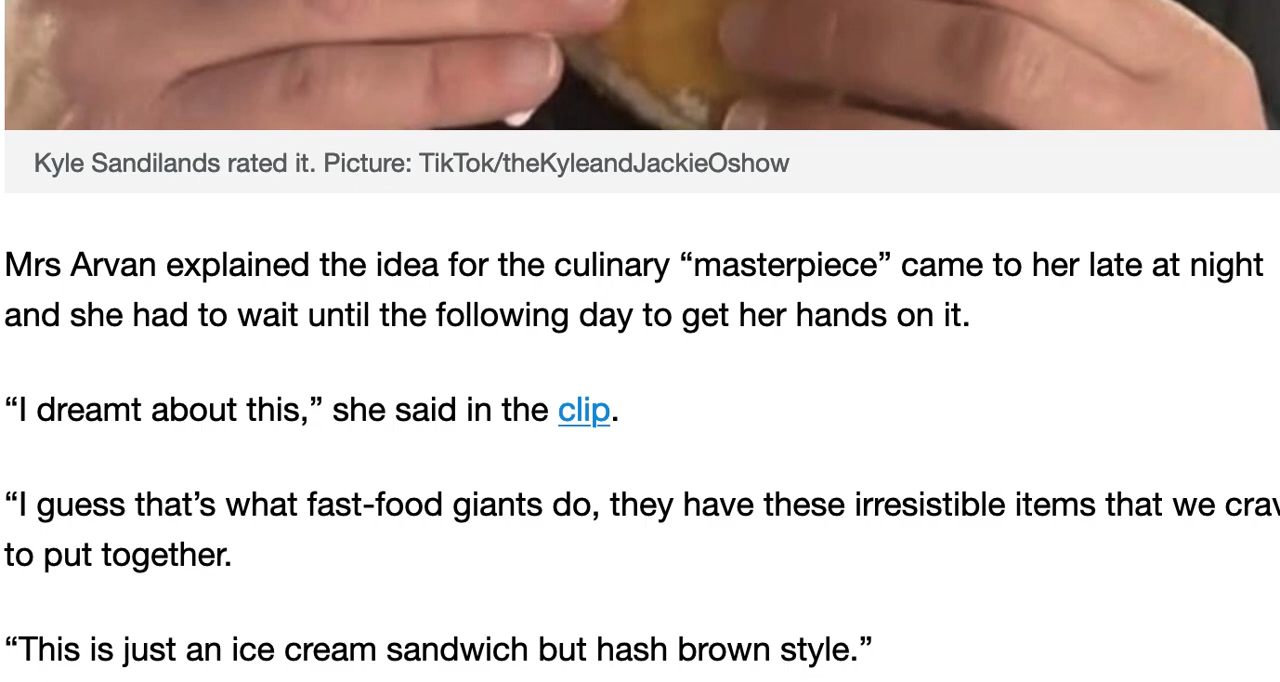 Kyle Sandilands rated it. Picture: TikTok/theKyleandJackieOshow
Mrs Arvan explained the idea for the culinary “masterpiece” came to her late at night
and she had to wait until the following day to get her hands on it.
“I dreamt about this,” she said in the clip.
“I guess that’s what fast-food giants do, they have these irresistible items that we
to put together.
“This is just an ice cream sandwich but hash brown style.”